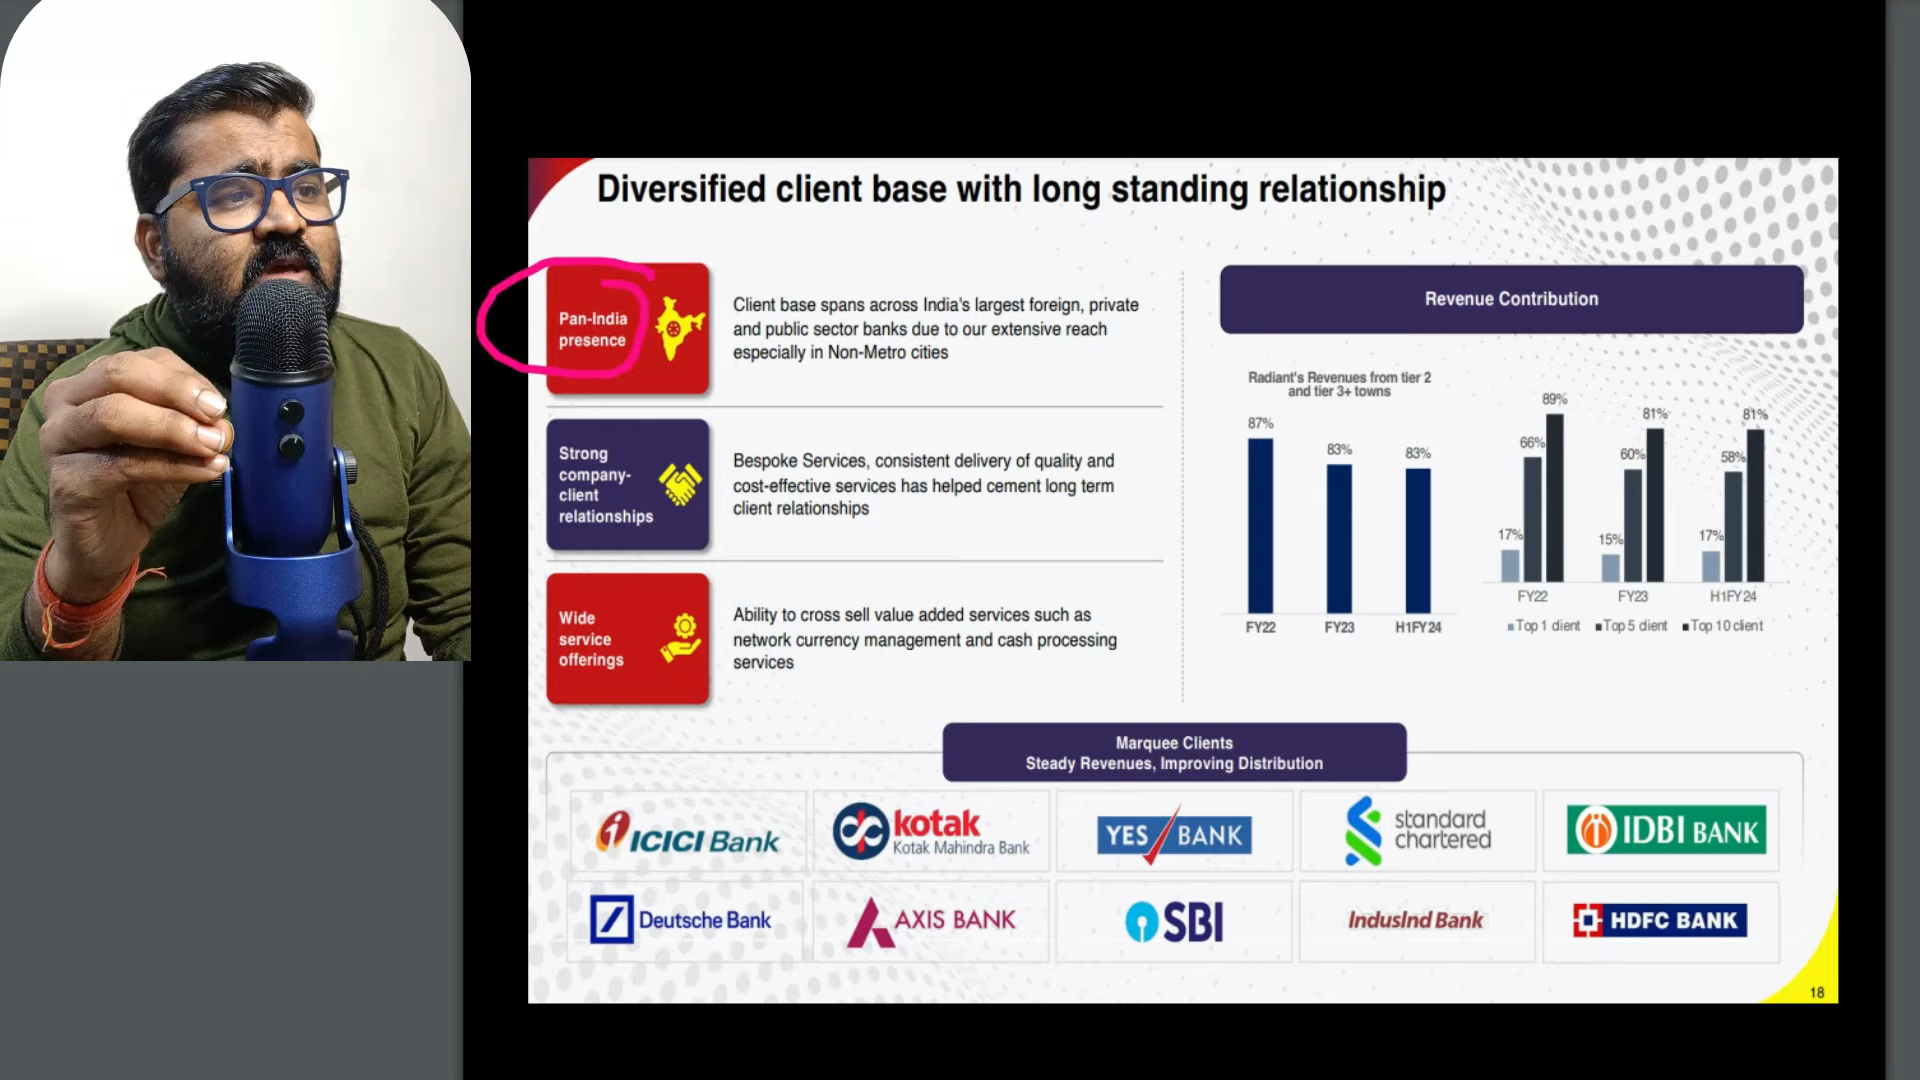 Diversified client base with long standing relationship
Pan-India
presence
Client base spans across India's largest foreign, private
and public sector banks due to our extensive reach
especially in Non-Metro cities
Strong
company-
client
relationships
Bespoke Services, consistent delivery of quality and
cost-effective services has helped cement long term
client relationships
Wide
service
offerings
Ability to cross sell value added services such as
network currency management and cash processing
services
Revenue Contribution
Radiant's Revenues from tier 2
and tier 3+ towns
87%
83%
83%
FY22
FY23
H1FY24
17%
66%
89%
15%
60%
81%
17%
58%
81%
FY22
FY23
H1FY24
Top 1 client
Top 5 client
Top 10 client
Marquee Clients
Steady Revenues, Improving Distribution
ICICI Bank
kotak
Kotak Mahindra Bank
YES BANK
standard
chartered
IDBI BANK
Deutsche Bank
AXIS BANK
SBI
IndusInd Bank
HDFC BANK
18